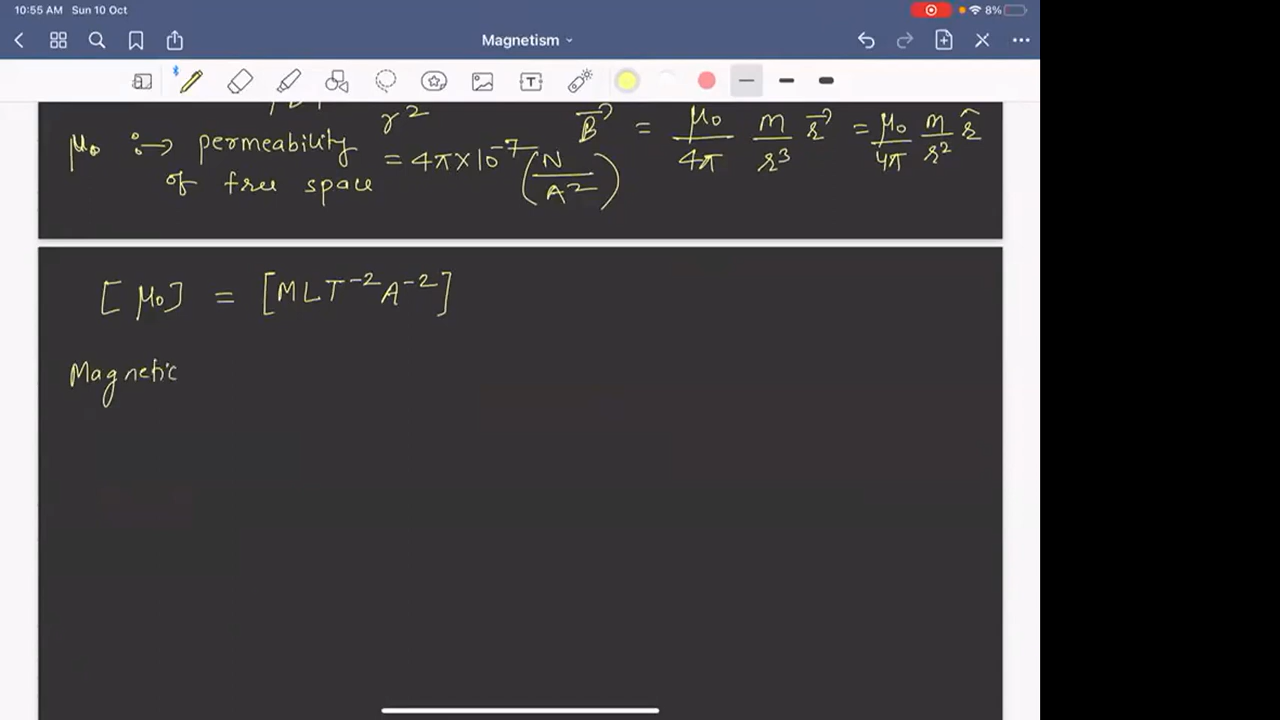 10:55 AM Sun 10 Oct
8%
Magnetism
T
r²
μ₀ :→ permeability of free space = 4π×10⁻⁷ (N/A²)
B⃗ = μ₀/4π m/r³ r⃗ = μ₀/4π m/r² r̂
[μ₀] = [MLT⁻²A⁻²]
Magnetic